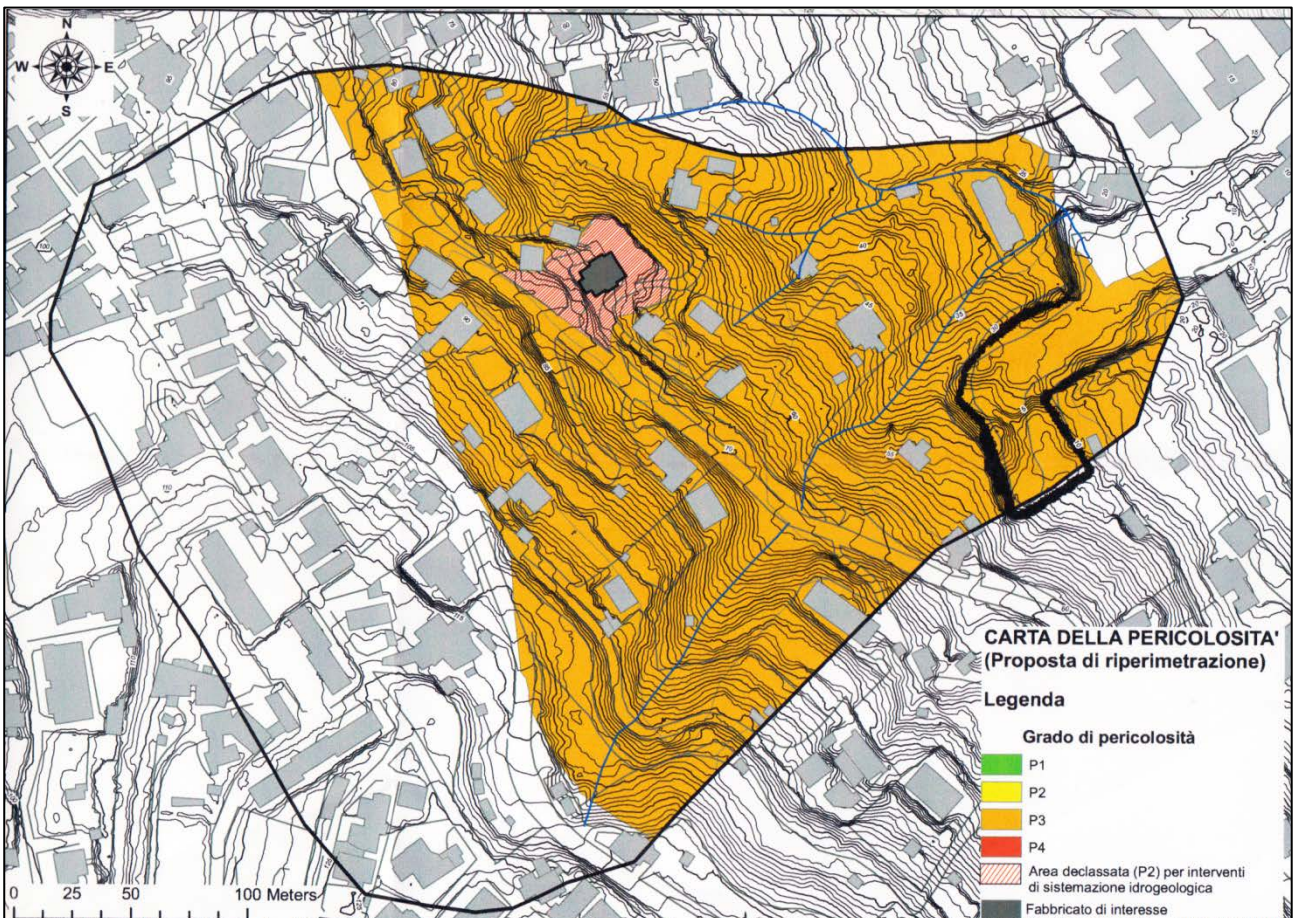 N
W E
S
CARTA DELLA PERICOLOSITA'
(Proposta di riperimetrazione)
Legenda
Grado di pericolosità
P1
P2
P3
P4
Area declassata (P2) per interventi
di sistemazione idrogeologica
Fabbricato di interesse
0 25 50 100 Meters